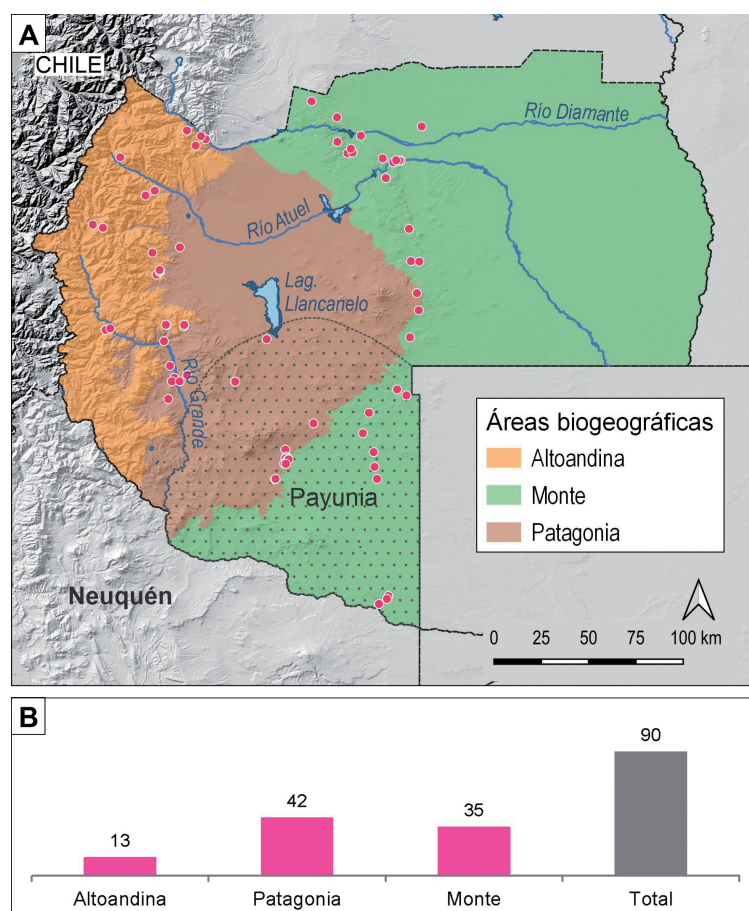 A
CHILE
Río Diamante
Río Atuel
Lag.
Llancanelo
Río Grande
Payunia
Neuquén
Áreas biogeográficas
Altoandina
Monte
Patagonia
0 25 50 75 100 km
B
13
42
35
90
Altoandina Patagonia Monte Total